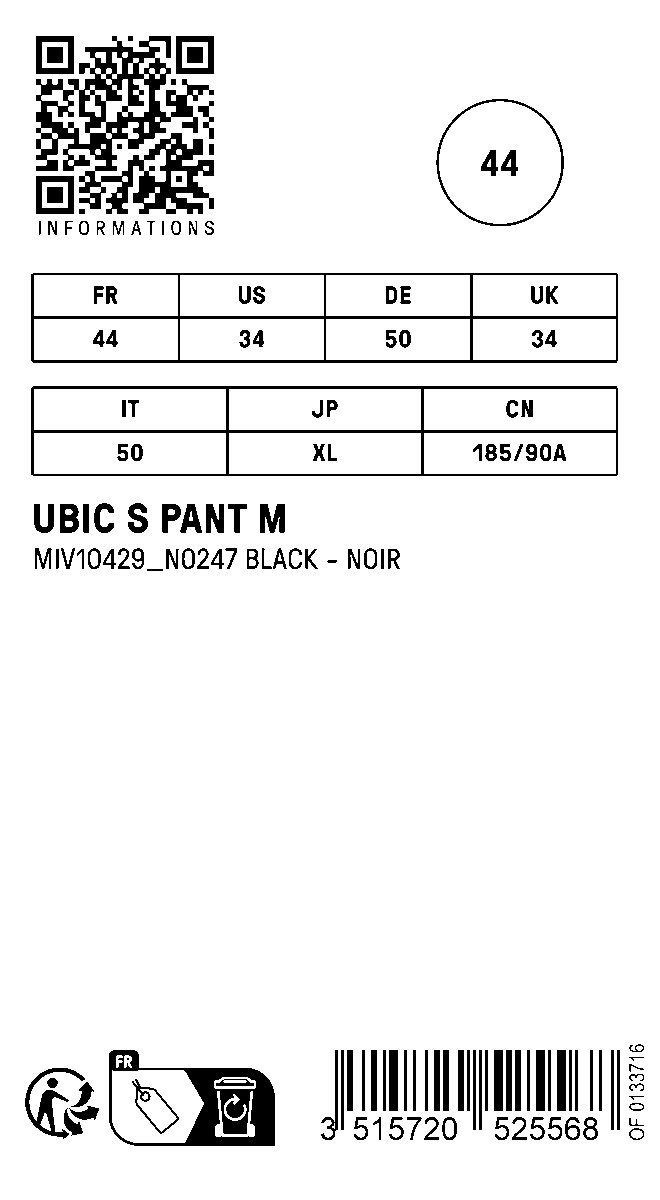 INFORMATIONS
44
FR US DE UK
44 34 50 34
IT JP CN
50 XL 185/90A
UBIC S PANT M
MIV10429_N0247 BLACK - NOIR
FR
3 515720 525568
OF 0133716